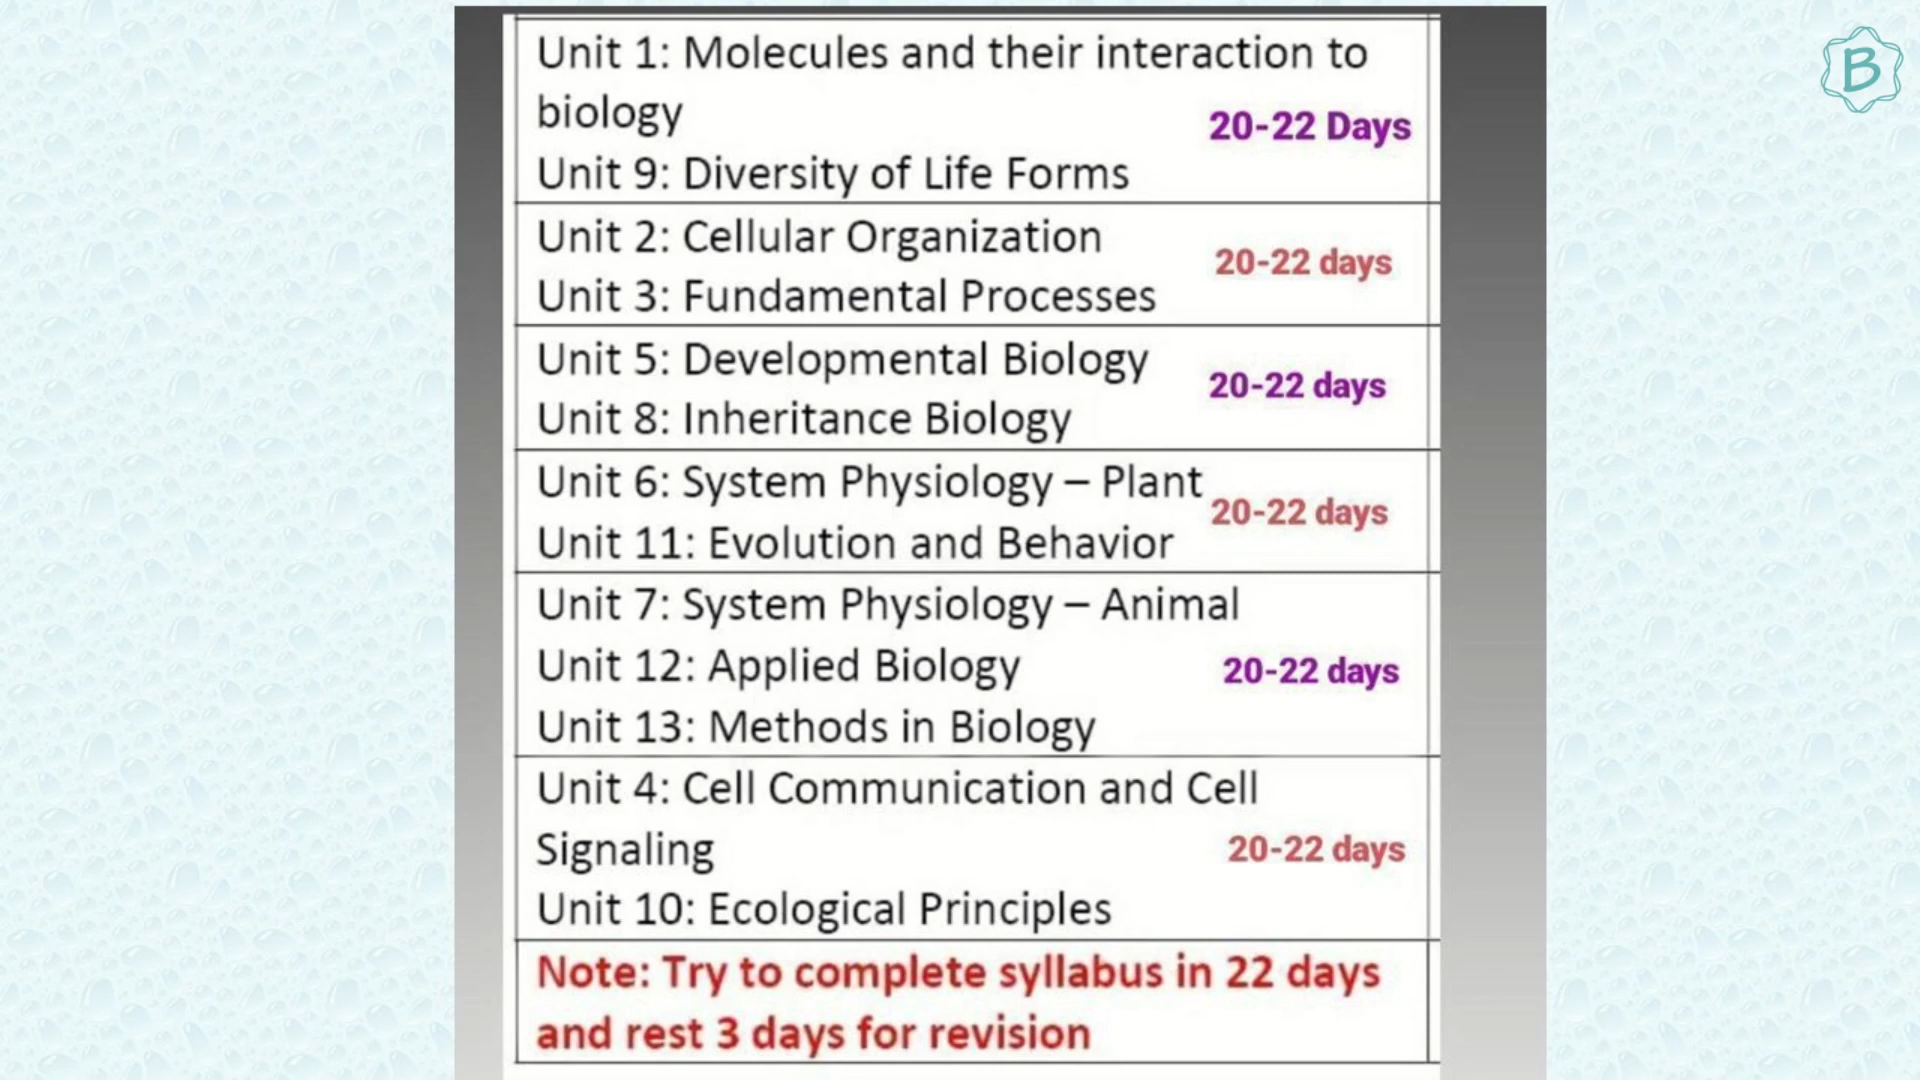 Unit 1: Molecules and their interaction to
biology
20-22 Days
Unit 9: Diversity of Life Forms
Unit 2: Cellular Organization
20-22 days
Unit 3: Fundamental Processes
Unit 5: Developmental Biology
20-22 days
Unit 8: Inheritance Biology
Unit 6: System Physiology – Plant
20-22 days
Unit 11: Evolution and Behavior
Unit 7: System Physiology – Animal
Unit 12: Applied Biology
20-22 days
Unit 13: Methods in Biology
Unit 4: Cell Communication and Cell
Signaling
20-22 days
Unit 10: Ecological Principles
Note: Try to complete syllabus in 22 days
and rest 3 days for revision
B